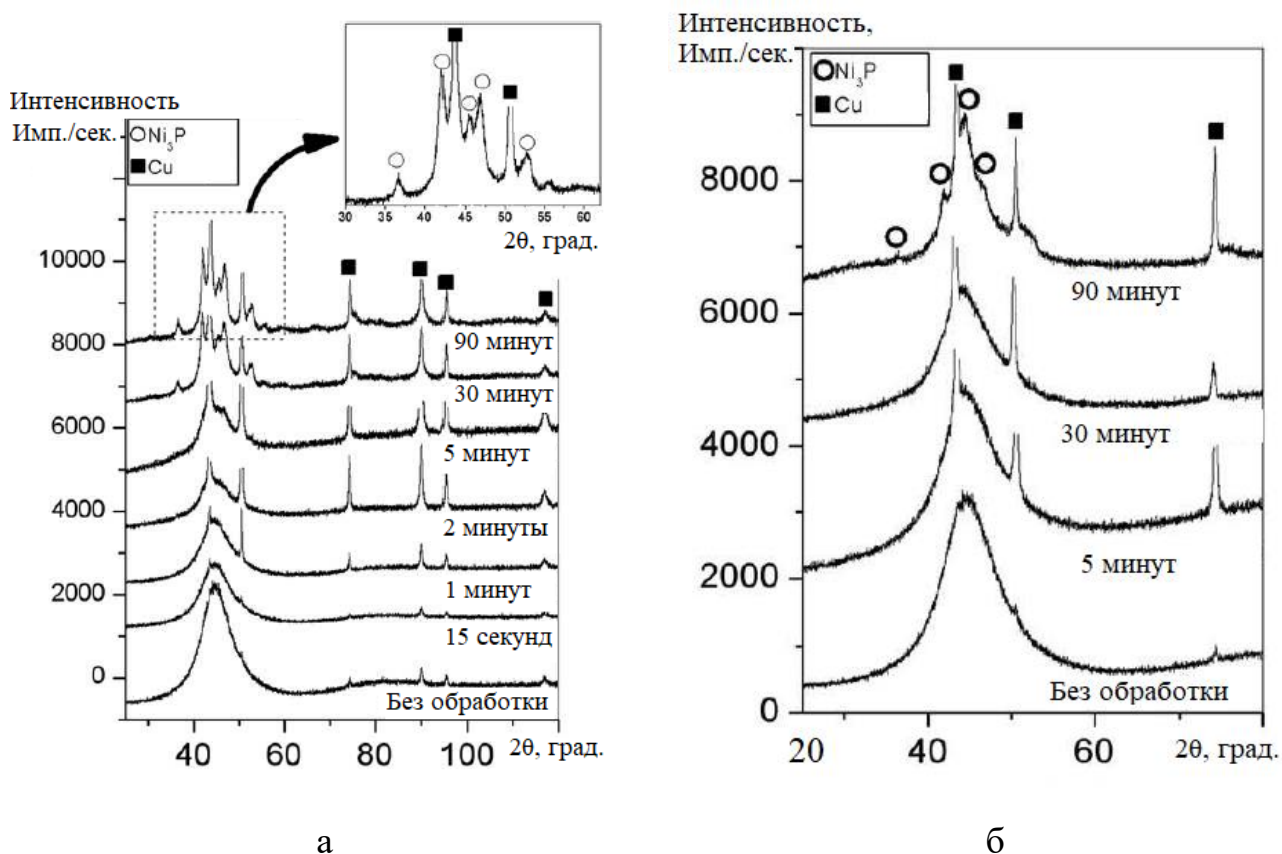 Интенсивность
Имп./сек.
Ni₃P
Cu
30 35 40 45 50 55 60
2θ, град.
10000
8000
6000
4000
2000
0
90 минут
30 минут
5 минут
2 минуты
1 минут
15 секунд
Без обработки
40 60 80 100 2θ, град.
а
Интенсивность,
Имп./сек.
Ni₃P
Cu
8000
6000
4000
2000
0
90 минут
30 минут
5 минут
Без обработки
20 40 60 2θ, град.
б